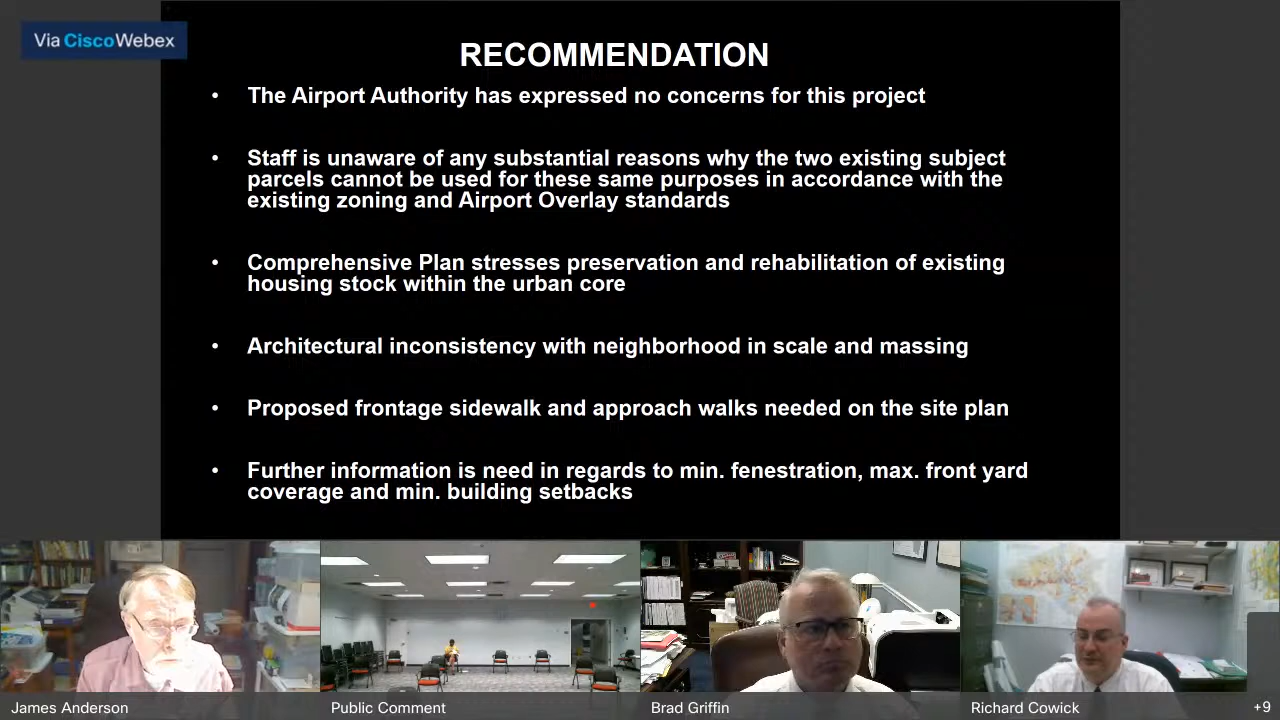 Via CiscoWebex
RECOMMENDATION
• The Airport Authority has expressed no concerns for this project
• Staff is unaware of any substantial reasons why the two existing subject
parcels cannot be used for these same purposes in accordance with the
existing zoning and Airport Overlay standards
• Comprehensive Plan stresses preservation and rehabilitation of existing
housing stock within the urban core
• Architectural inconsistency with neighborhood in scale and massing
• Proposed frontage sidewalk and approach walks needed on the site plan
• Further information is need in regards to min. fenestration, max. front yard
coverage and min. building setbacks
James Anderson
Public Comment
Brad Griffin
Richard Cowick
+9